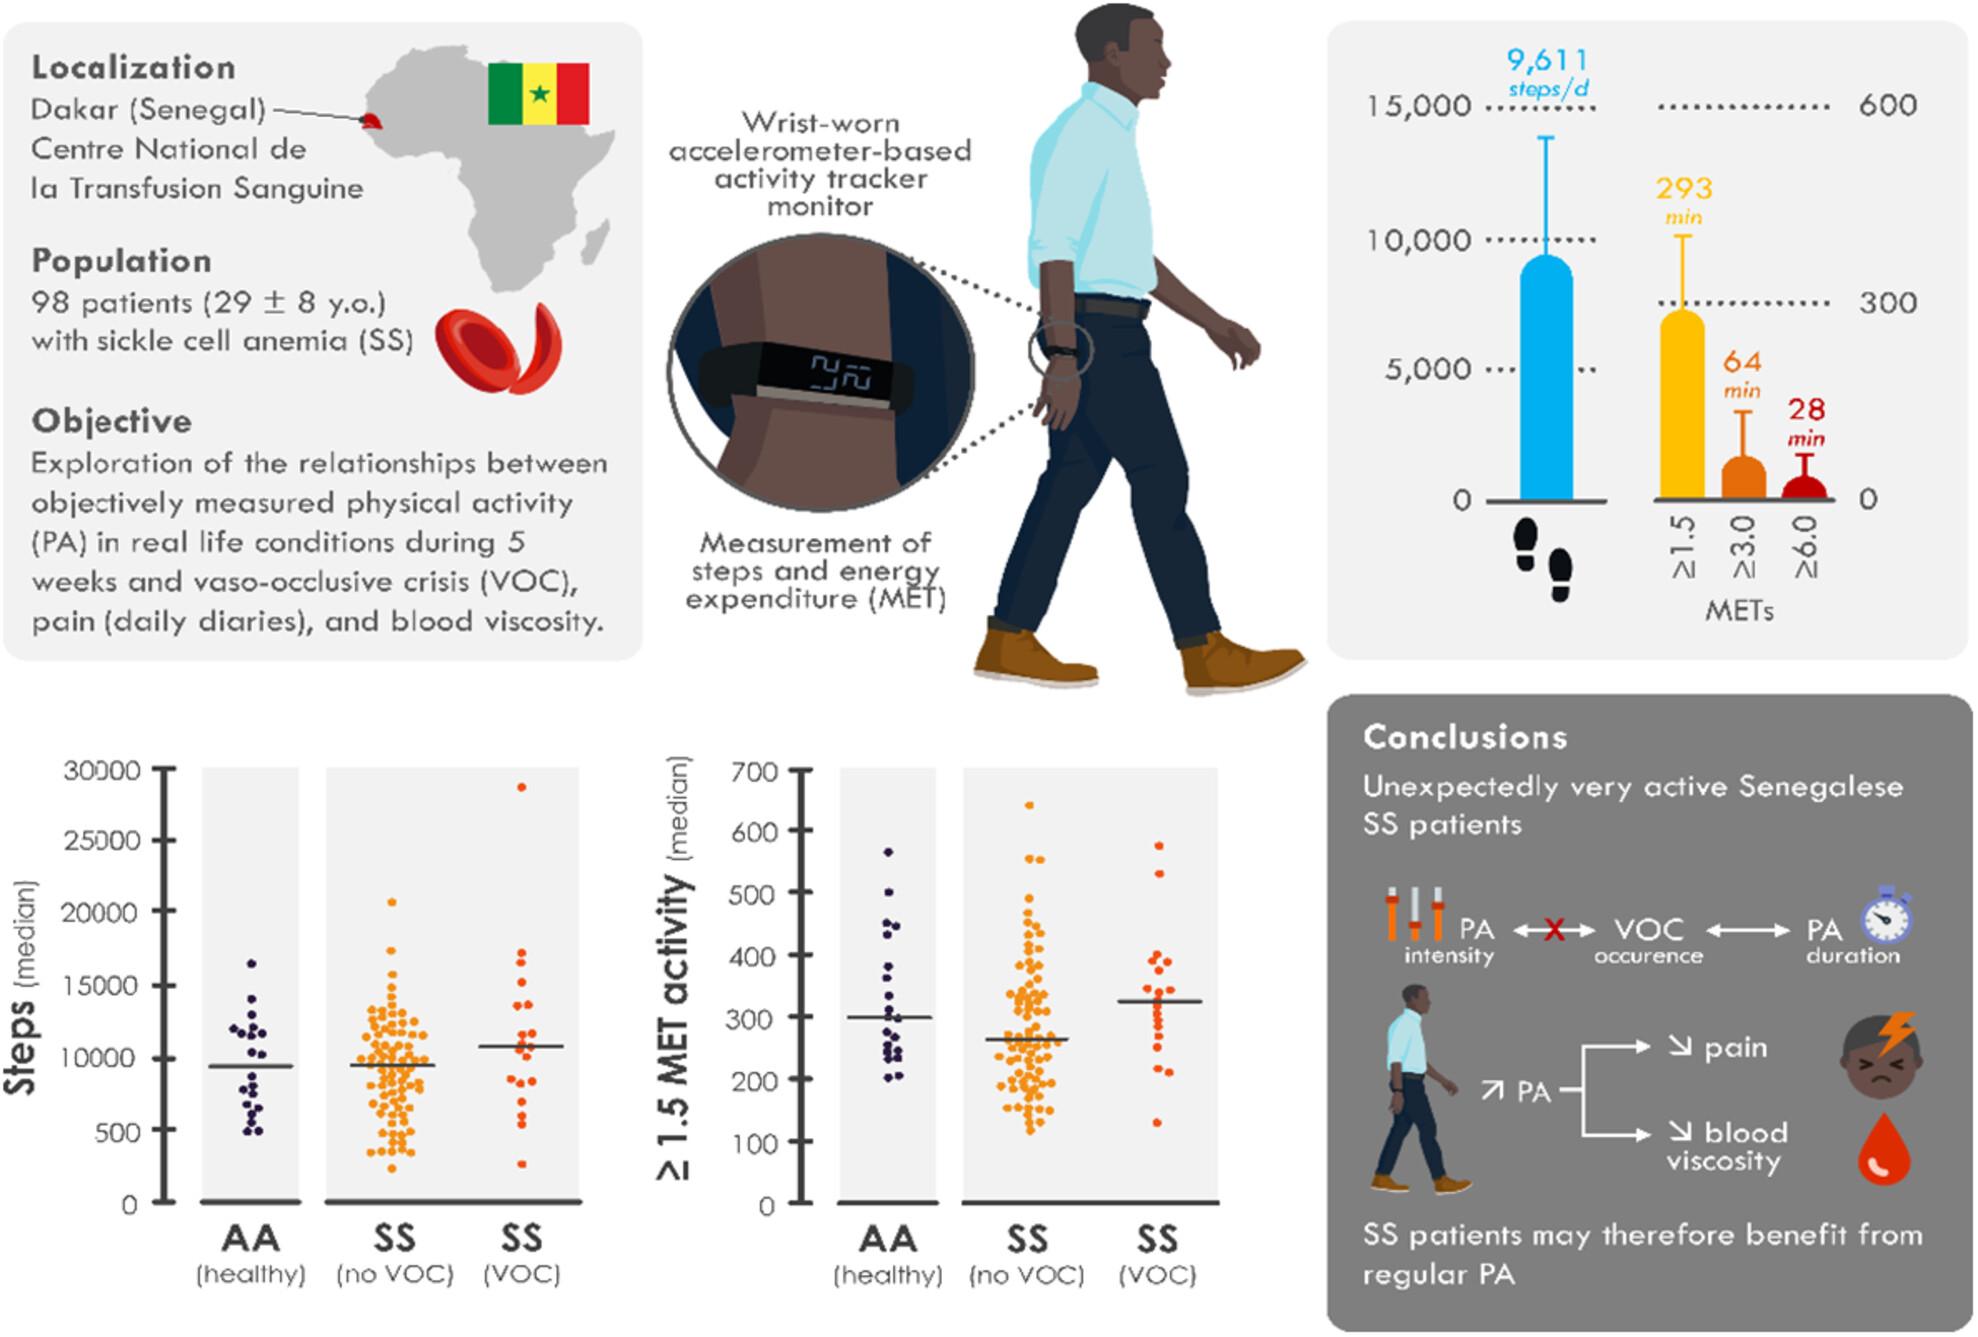 Localization
Dakar (Senegal)
Centre National de
la Transfusion Sanguine
Population
98 patients (29 ± 8 y.o.)
with sickle cell anemia (SS)
Objective
Exploration of the relationships between
objectively measured physical activity
(PA) in real life conditions during 5
weeks and vaso-occlusive crisis (VOC),
pain (daily diaries), and blood viscosity.
Wrist-worn
accelerometer-based
activity tracker
monitor
Measurement of
steps and energy
expenditure (MET)
9,611
steps/d
15,000
10,000
5,000
0
600
300
0
293
min
64
min
28
min
≥1.5
≥3.0
≥6.0
METs
Steps (median)
30000
25000
20000
15000
10000
500
0
AA
(healthy)
SS
(no VOC)
SS
(VOC)
≥ 1.5 MET activity (median)
700
600
500
400
300
200
100
0
AA
(healthy)
SS
(no VOC)
SS
(VOC)
Conclusions
Unexpectedly very active Senegalese
SS patients
PA
intensity
X
VOC
occurence
PA
duration
↗ PA
↘ pain
↘ blood
viscosity
SS patients may therefore benefit from
regular PA